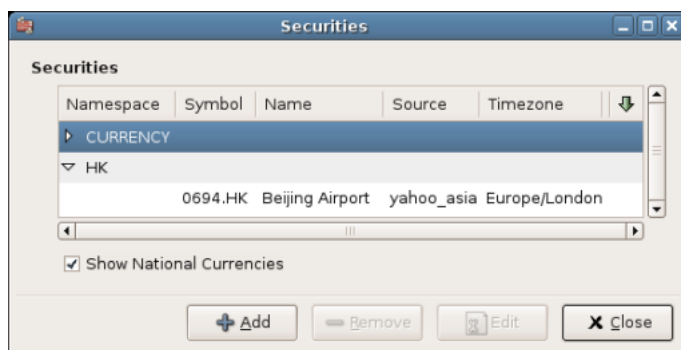 Securities
Securities
Namespace Symbol Name Source Timezone
CURRENCY
HK
0694.HK Beijing Airport yahoo_asia Europe/London
Show National Currencies
Add Remove Edit Close